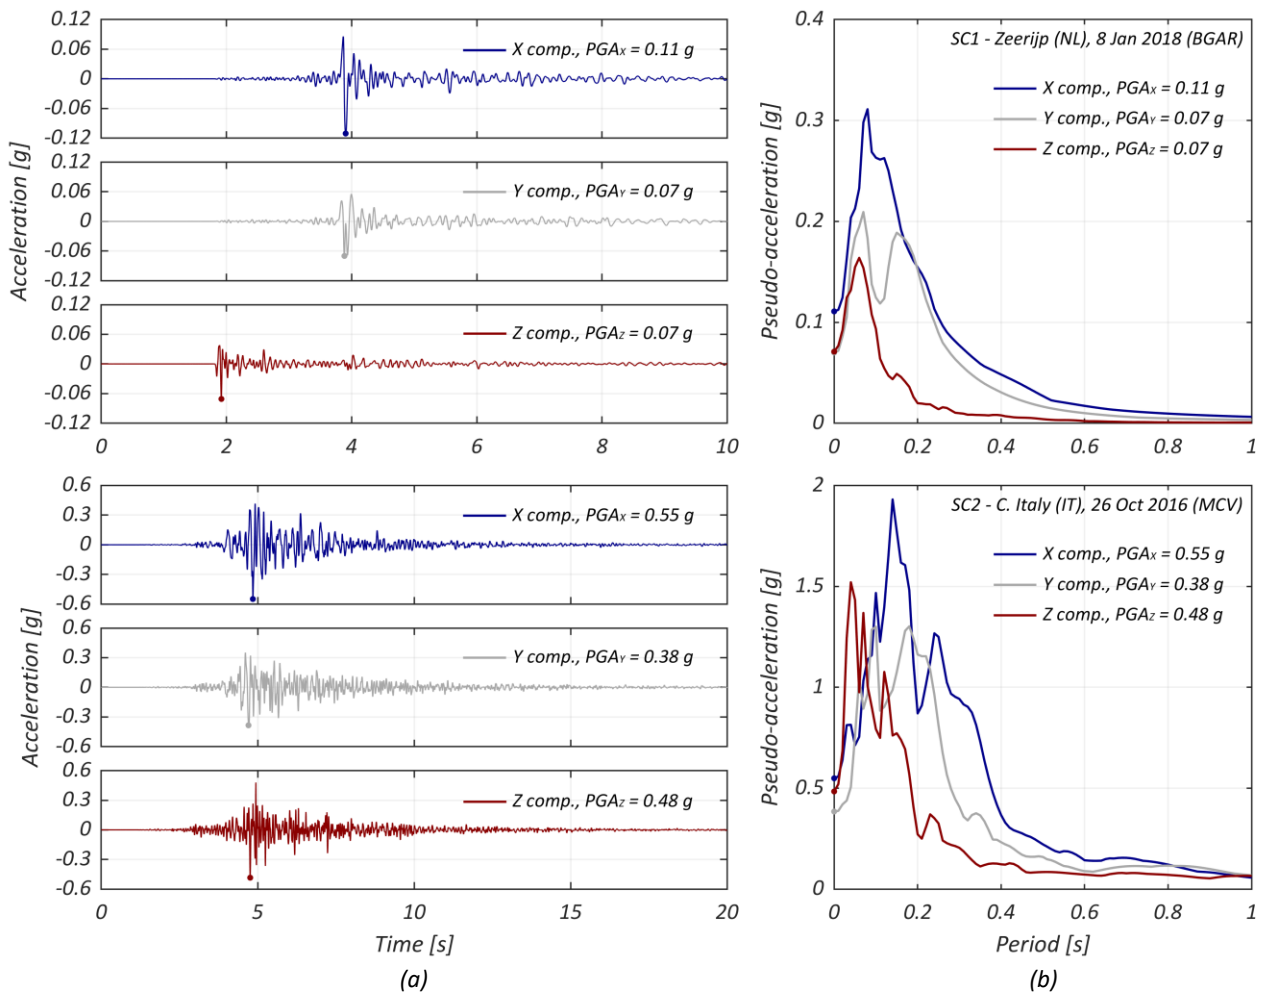 0.12
0.06
0
-0.06
-0.12
X comp., PGAX = 0.11 g
0.12
0.06
0
-0.06
-0.12
Y comp., PGAY = 0.07 g
0.12
0.06
0
-0.06
-0.12
Z comp., PGAZ = 0.07 g
0 2 4 6 8 10
Acceleration [g]
0.4
0.3
0.2
0.1
0
Pseudo-acceleration [g]
SC1 - Zeerijp (NL), 8 Jan 2018 (BGAR)
X comp., PGAX = 0.11 g
Y comp., PGAY = 0.07 g
Z comp., PGAZ = 0.07 g
0 0.2 0.4 0.6 0.8 1
0.6
0.3
0
-0.3
-0.6
X comp., PGAX = 0.55 g
0.6
0.3
0
-0.3
-0.6
Y comp., PGAY = 0.38 g
0.6
0.3
0
-0.3
-0.6
Z comp., PGAZ = 0.48 g
0 5 10 15 20
Acceleration [g]
Time [s]
(a)
2
1.5
1
0.5
0
Pseudo-acceleration [g]
SC2 - C. Italy (IT), 26 Oct 2016 (MCV)
X comp., PGAX = 0.55 g
Y comp., PGAY = 0.38 g
Z comp., PGAZ = 0.48 g
0 0.2 0.4 0.6 0.8 1
Period [s]
(b)